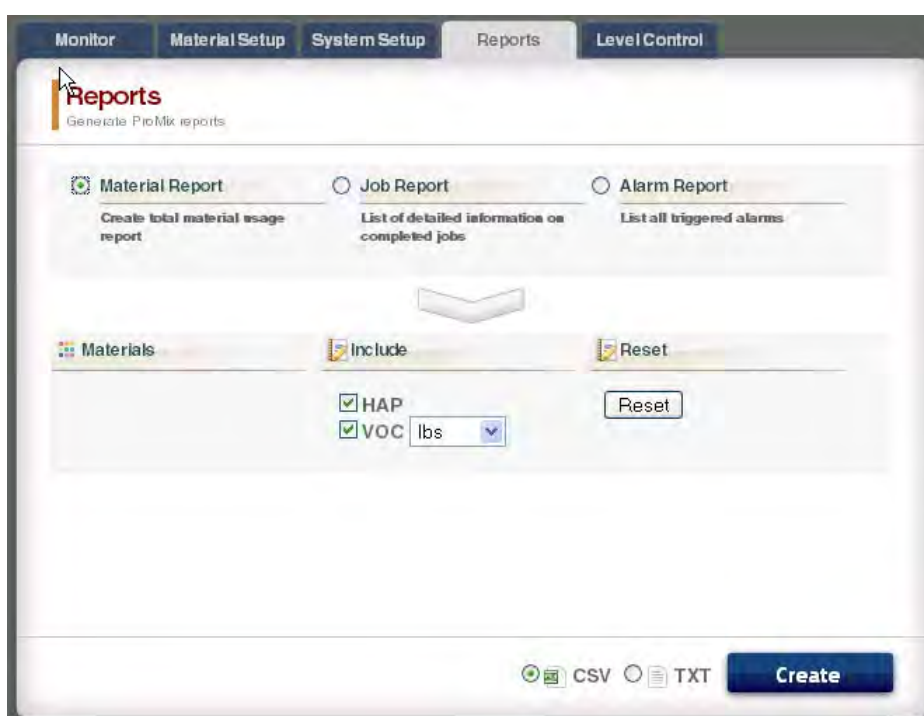 Monitor Material Setup System Setup Reports Level Control
Reports
Generate ProMix reports
Material Report Job Report Alarm Report
Create total material usage report
List of detailed information on completed jobs
List all triggered alarms
Materials Include Reset
HAP
VOC lbs
Reset
CSV TXT Create